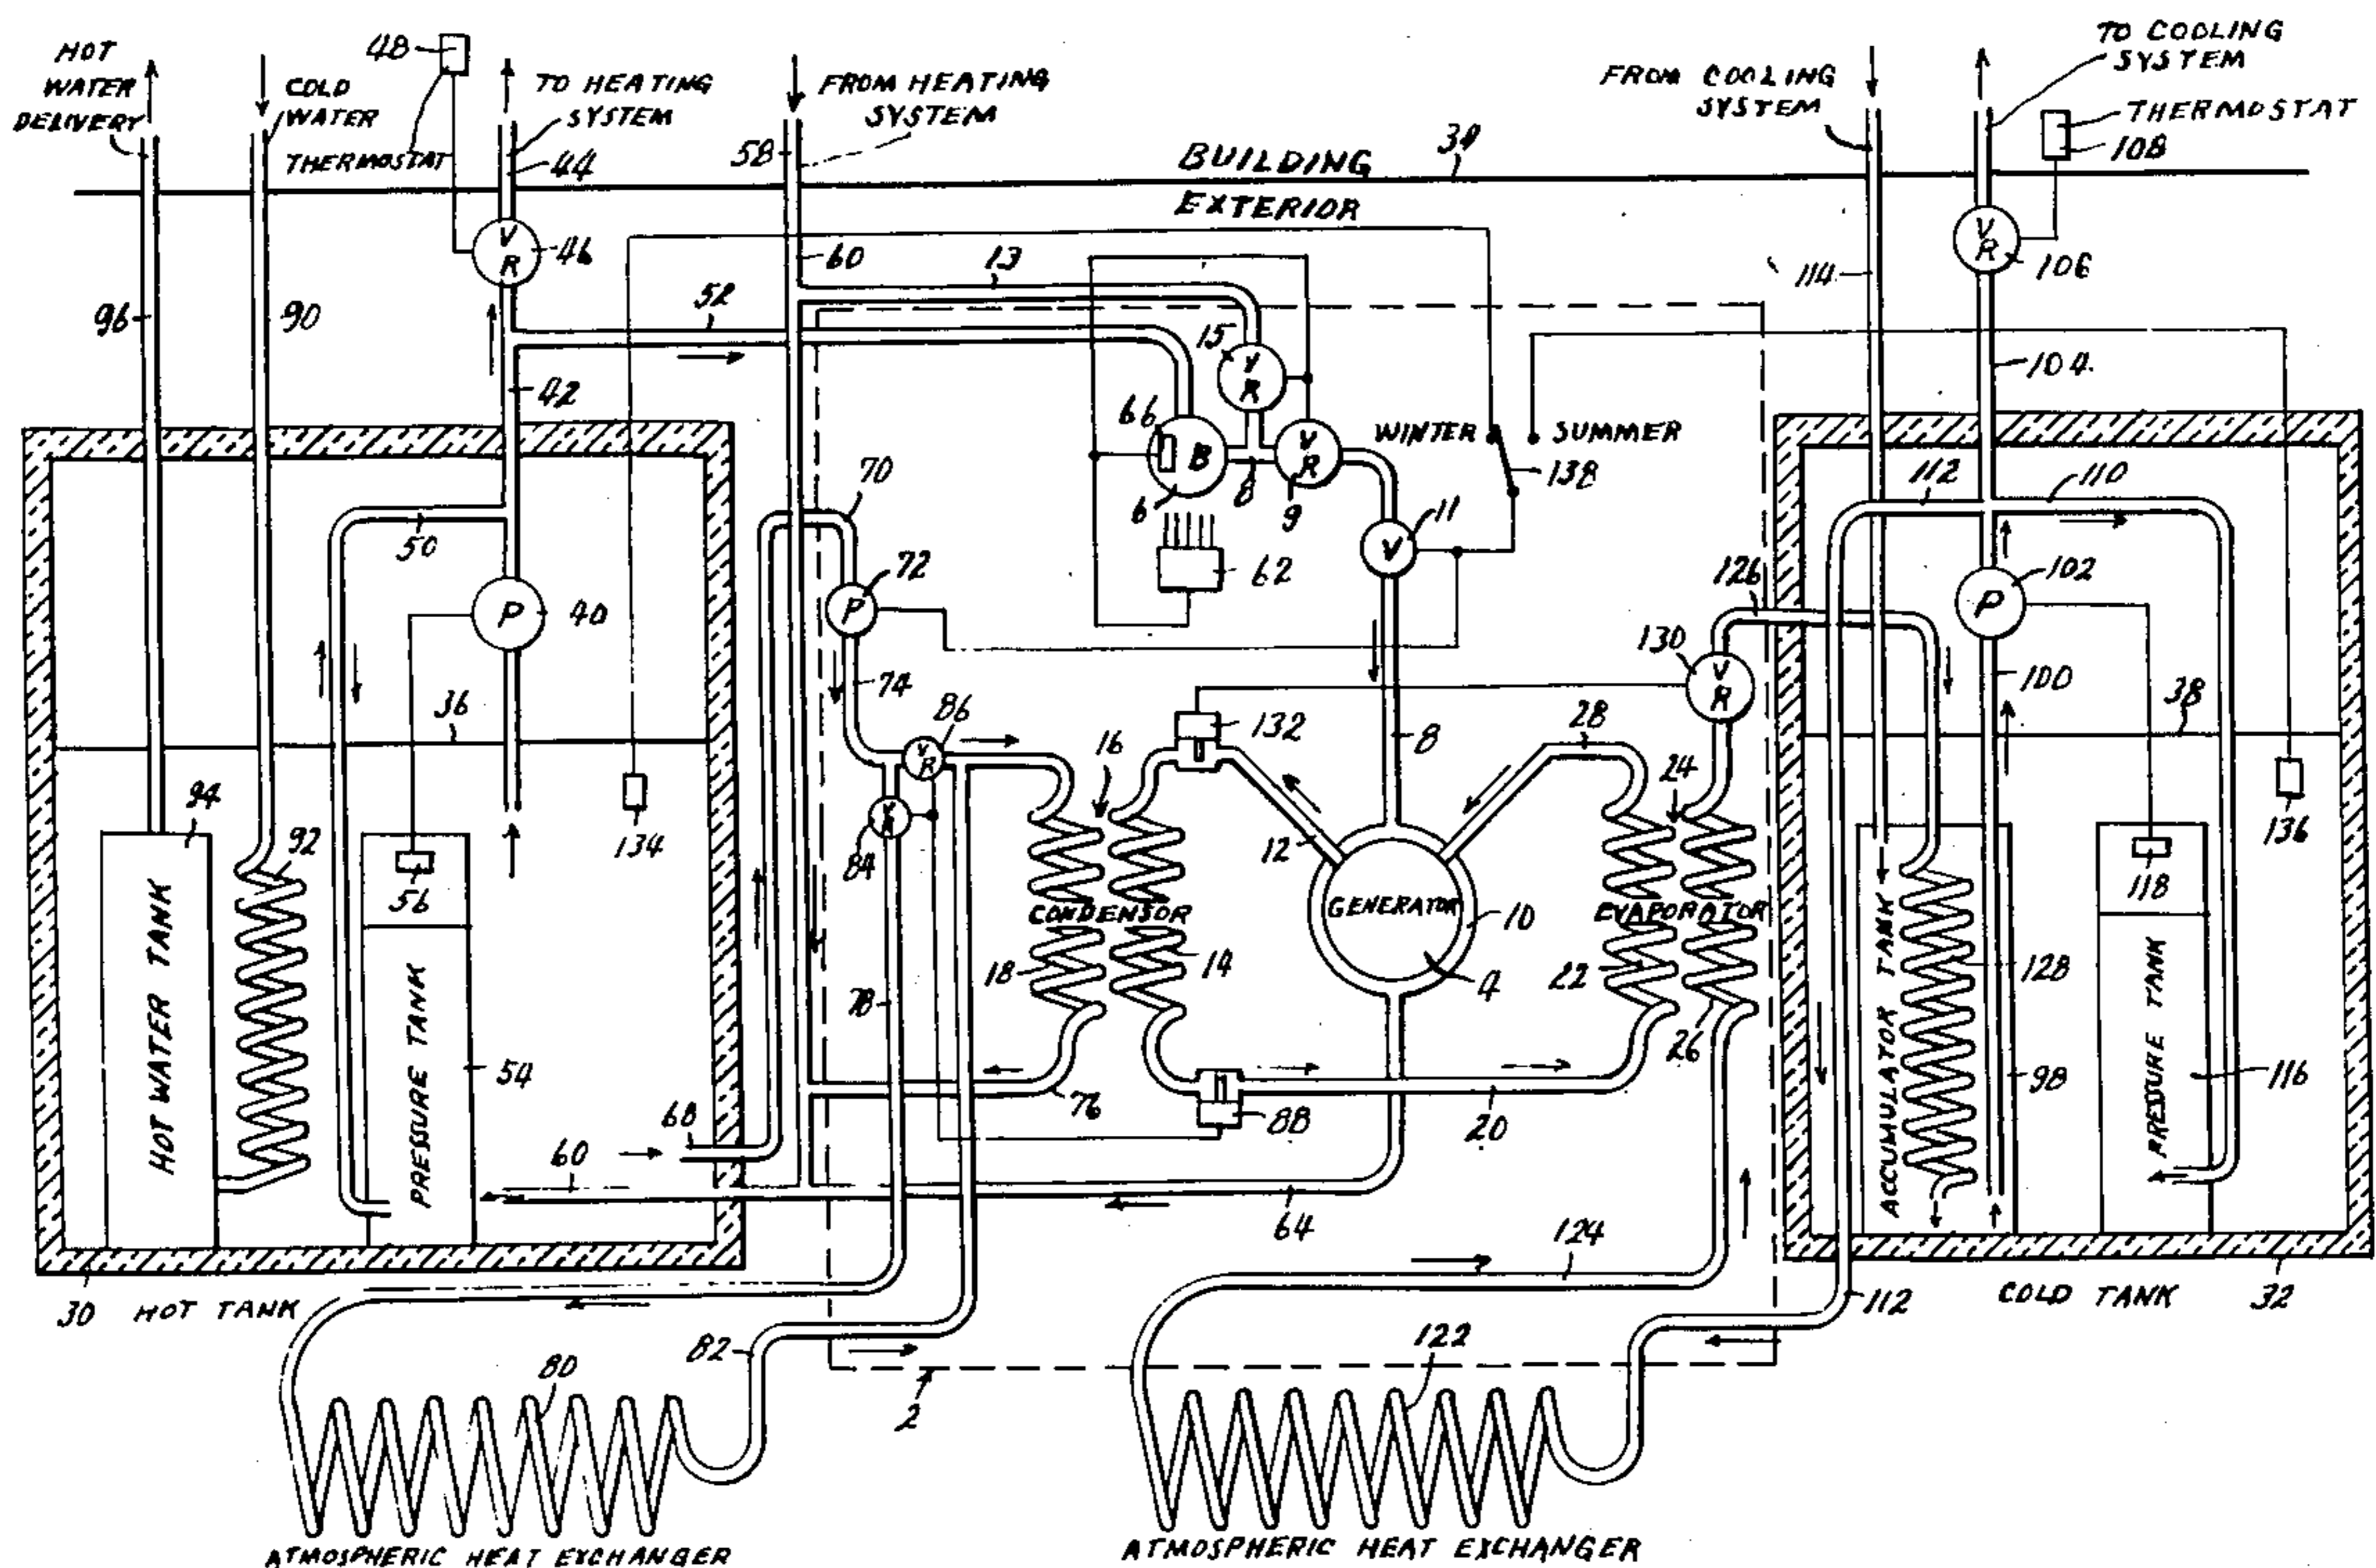 HOT
WATER
DELIVERY
COLD
WATER
THERMOSTAT
48
TO HEATING
SYSTEM
44
FROM HEATING
SYSTEM
58
BUILDING
34
EXTERIOR
FROM COOLING
SYSTEM
TO COOLING
SYSTEM
THERMOSTAT
108
V
R
46
60
13
V
R
106
114
96
90
52
15
V
R
104
42
66
B
V
R
WINTER
SUMMER
138
6
8
9
70
11
V
112
110
50
P
40
72
P
62
126
P
102
130
V
R
74
36
86
V
R
132
8
28
100
38
16
24
94
134
84
V
R
12
136
92
56
118
HOT WATER TANK
PRESSURE TANK
CONDENSOR
GENERATOR
10
EVAPORATOR
ACCUMULATOR TANK
128
PRESSURE TANK
18
14
4
22
78
26
54
76
98
116
68
88
20
60
64
124
30
HOT TANK
112
COLD TANK
32
82
122
80
2
ATMOSPHERIC HEAT EXCHANGER
ATMOSPHERIC HEAT EXCHANGER